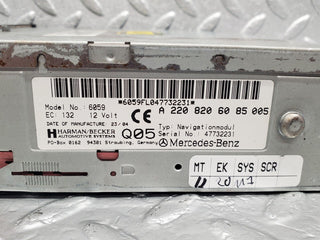 *6059FL047732231*
Model No. : 6059
EC: 132 12 Volt
CE A 220 820 60 85 005
DATE OF MANUFACTURE : 23/04
HARMAN/BECKER
AUTOMOTIVE SYSTEMS
Q05
Typ: Navigationmodul
Serial No : 47732231
PO-Box 0162 94301 Straubing, Germany
Mercedes-Benz
MT EK SYS SCR